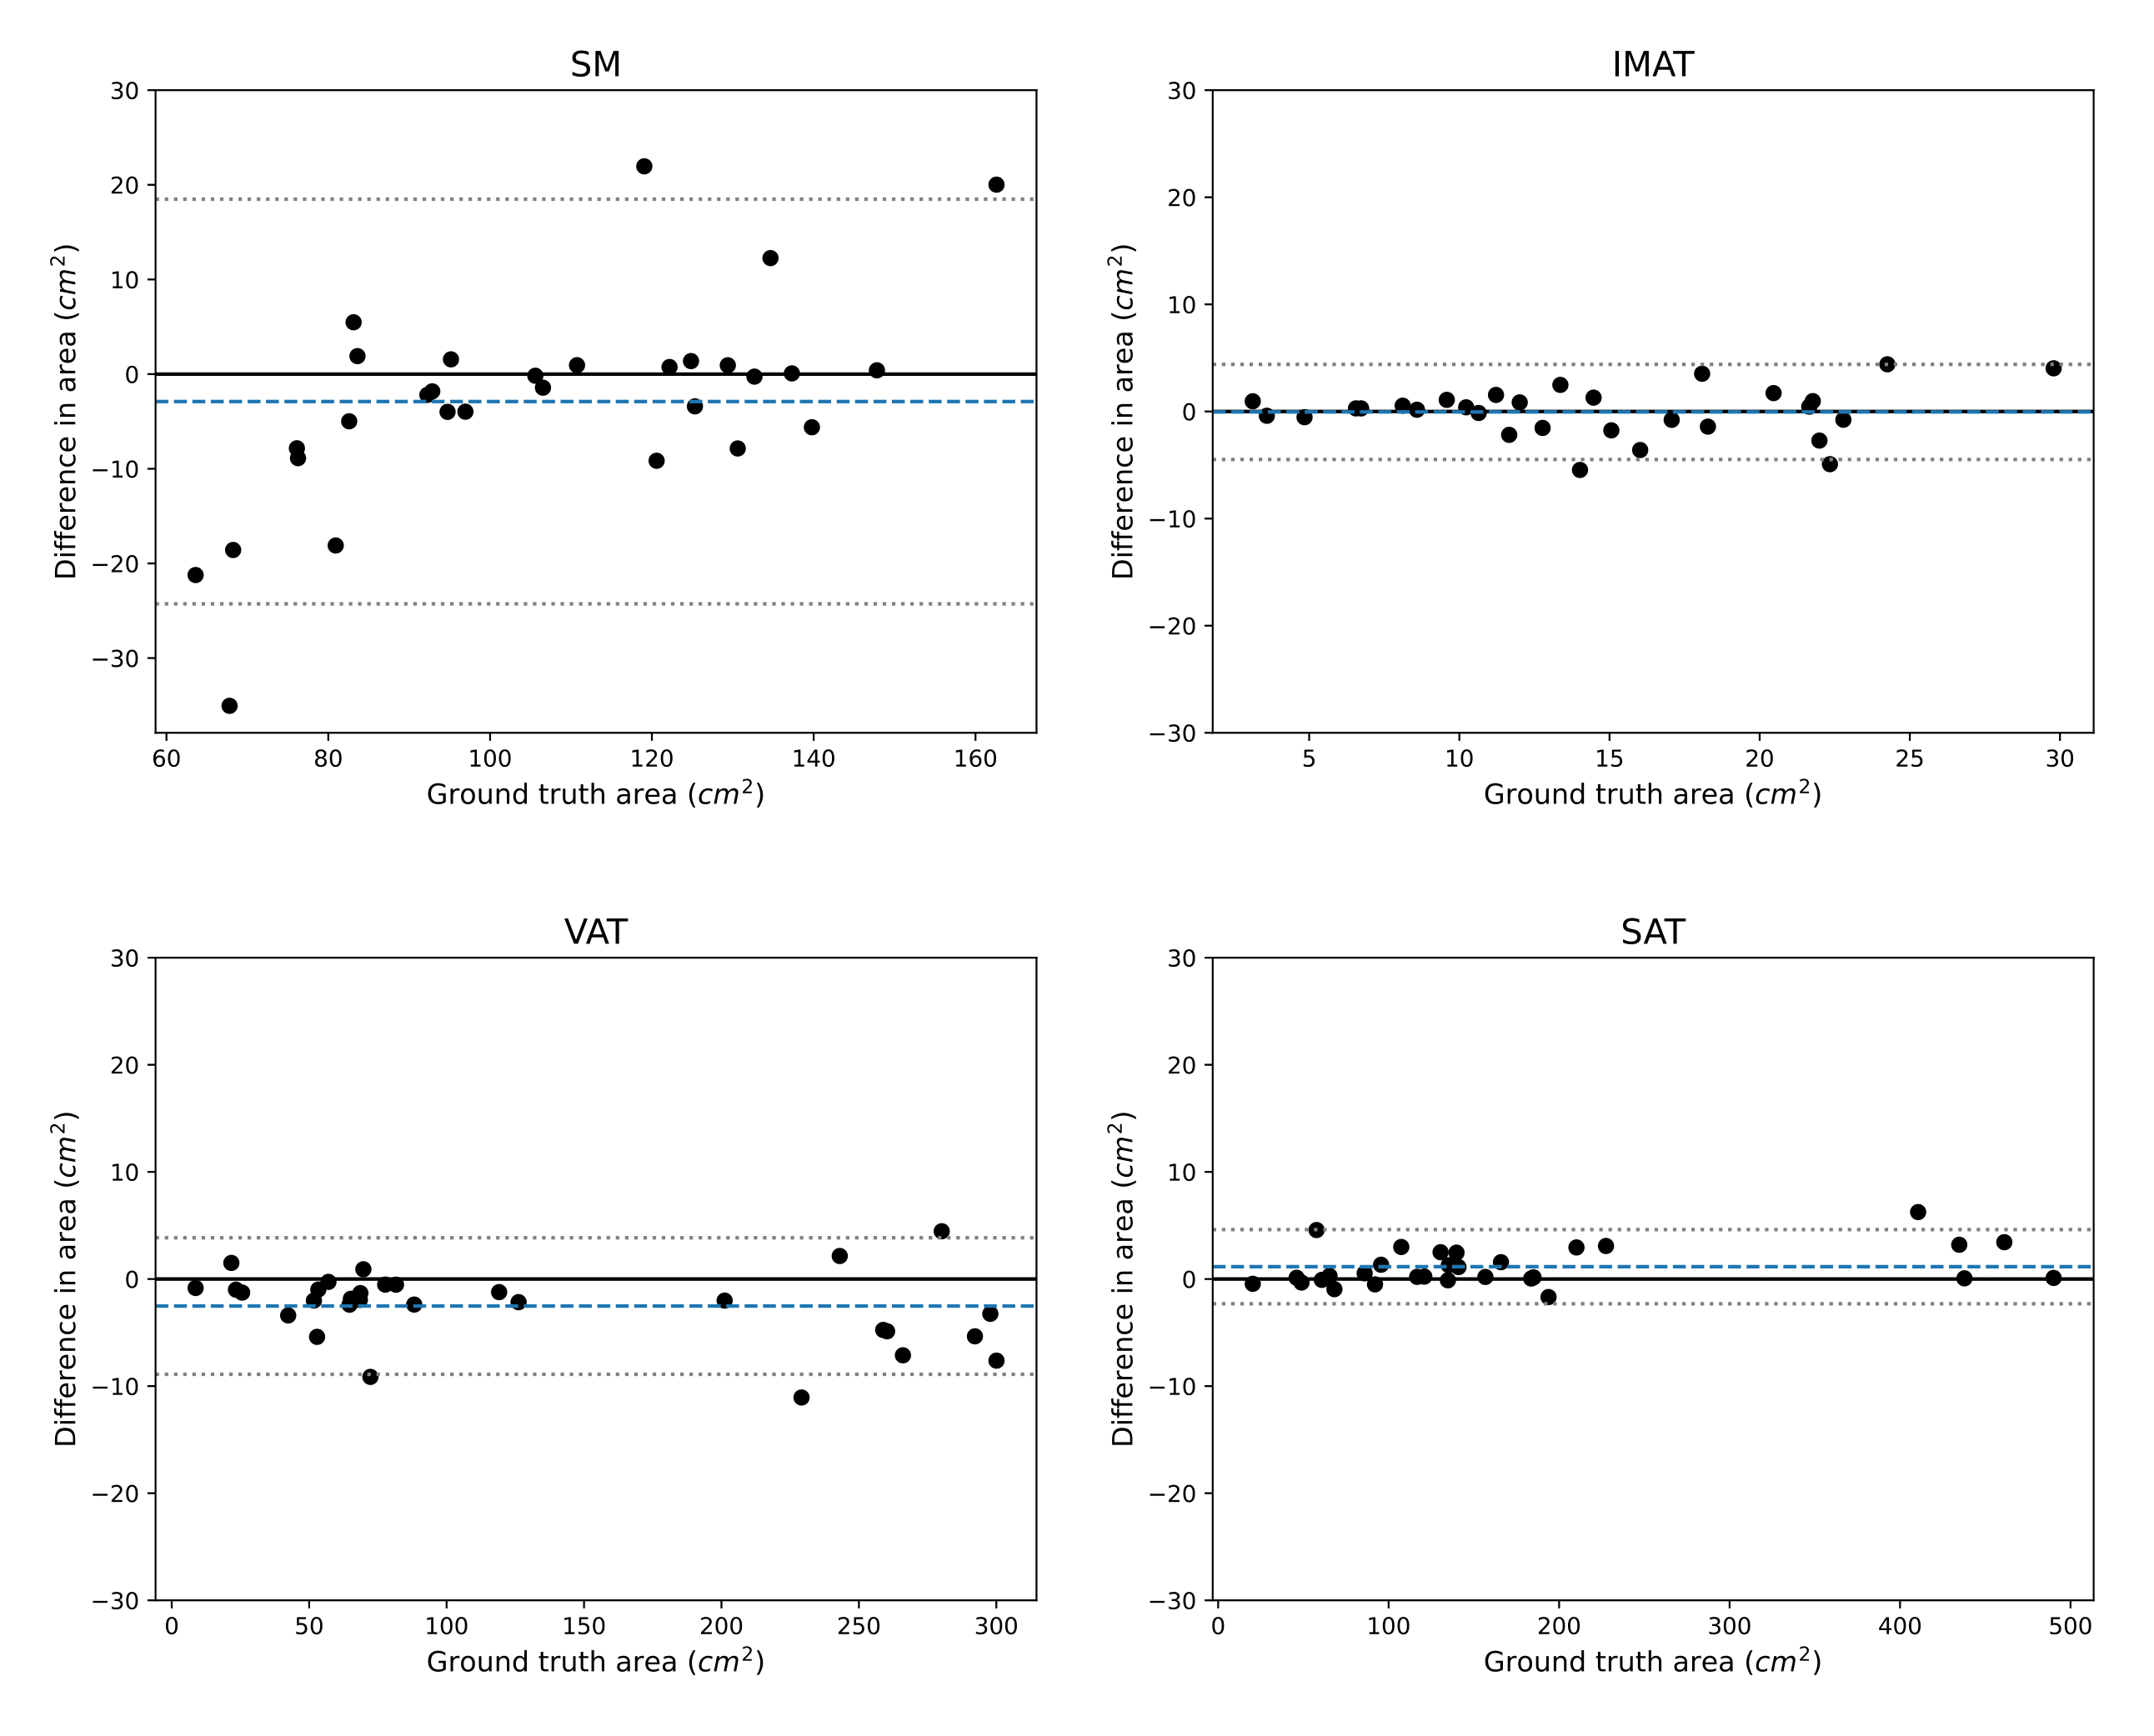 SM
30
20
10
0
−10
−20
−30
Difference in area (cm²)
60 80 100 120 140 160
Ground truth area (cm²)
IMAT
30
20
10
0
−10
−20
−30
Difference in area (cm²)
5 10 15 20 25 30
Ground truth area (cm²)
VAT
30
20
10
0
−10
−20
−30
Difference in area (cm²)
0 50 100 150 200 250 300
Ground truth area (cm²)
SAT
30
20
10
0
−10
−20
−30
Difference in area (cm²)
0 100 200 300 400 500
Ground truth area (cm²)